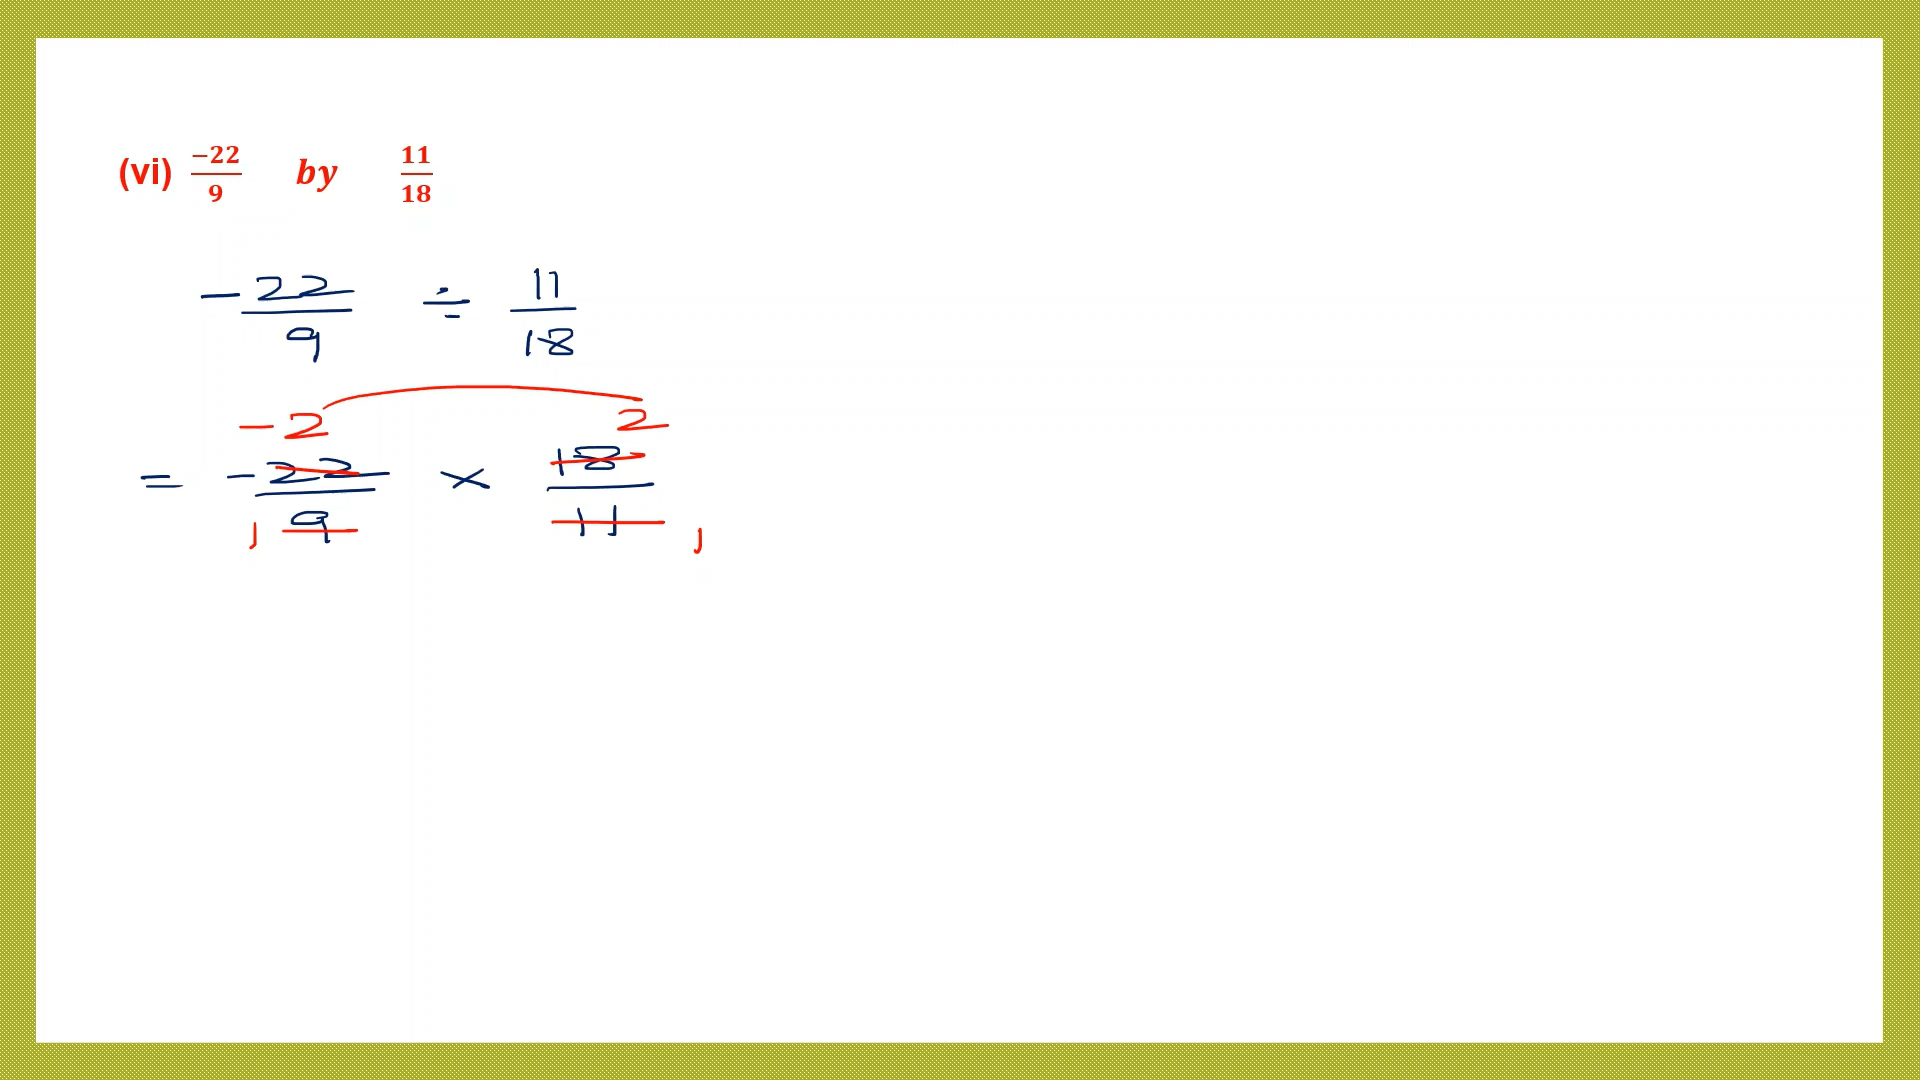 (vi) −22/9 by 11/18
−22/9 ÷ 11/18
−2 2
= −22/9 × 18/11
1 1